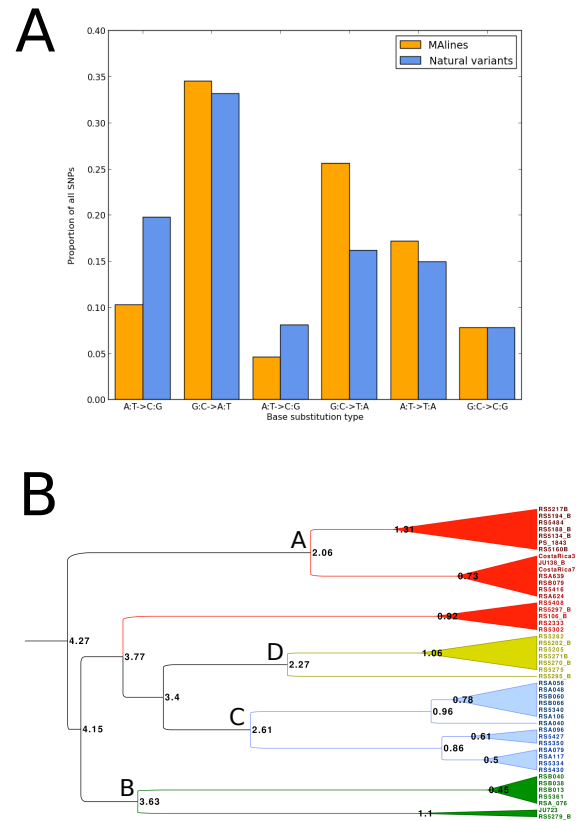 A
0.40
0.35
0.30
0.25
0.20
0.15
0.10
0.05
0.00
Proportion of all SNPs
MAlines
Natural variants
A:T->C:G
G:C->A:T
A:T->C:G
G:C->T:A
A:T->T:A
G:C->C:G
Base substitution type
B
A
1.31
2.06
0.73
0.92
4.27
3.77
D
1.06
2.27
3.4
0.78
0.96
C
2.61
0.61
0.86
0.5
4.15
B
0.45
3.63
1.1
RS5217B
RS5194_B
RS5484
RS5188_B
RS5134_B
PS_1843
RS5160B
CostaRica3
JU138_B
CostaRica7
RSA639
RSB079
RS5416
RSA624
RS5408
RS5297_B
RS106_B
RS2333
RS5302
RS5382
RS5202_B
RS5205
RS5271B
RS5270_B
RS5275
RS5295_B
RSA056
RSA048
RSB060
RSB066
RS5340
RSA106
RSA040
RSA096
RS5427
RS5350
RSA079
RSA117
RS5334
RS5430
RSB040
RSB038
RSB013
RS5361
RSA_076
JU723
RS5279_B